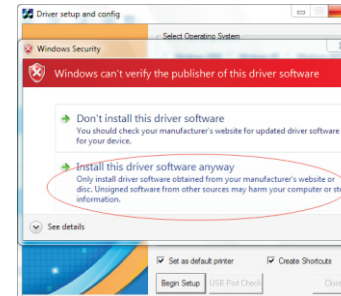 Driver setup and config
Select Operating System
Windows Security
Windows can't verify the publisher of this driver software
Don't install this driver software
You should check your manufacturer's website for updated driver software
for your device.
Install this driver software anyway
Only install driver software obtained from your manufacturer's website or
disc. Unsigned software from other sources may harm your computer or
information.
See details
Set as default printer
Create Shortcuts
Begin Setup
USB Port Check